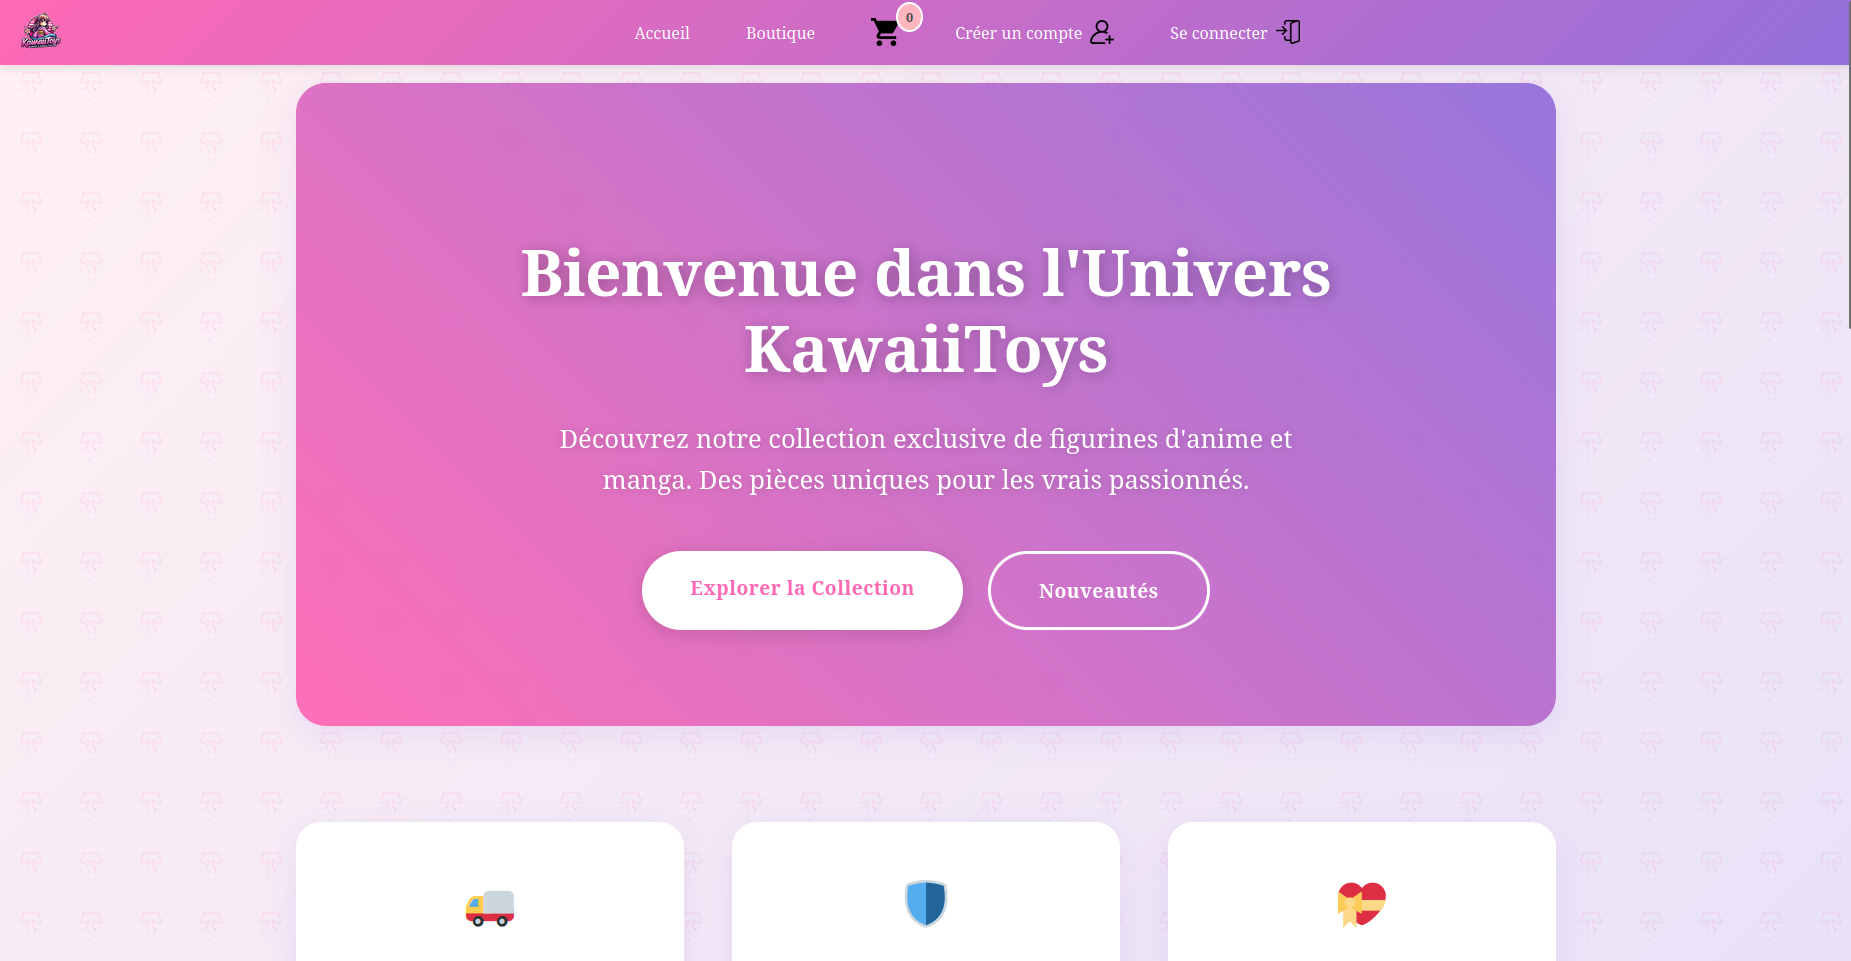 KawaiiToys
Accueil
Boutique
0
Créer un compte
Se connecter
Bienvenue dans l'Univers
KawaiiToys
Découvrez notre collection exclusive de figurines d'anime et
manga. Des pièces uniques pour les vrais passionnés.
Explorer la Collection
Nouveautés